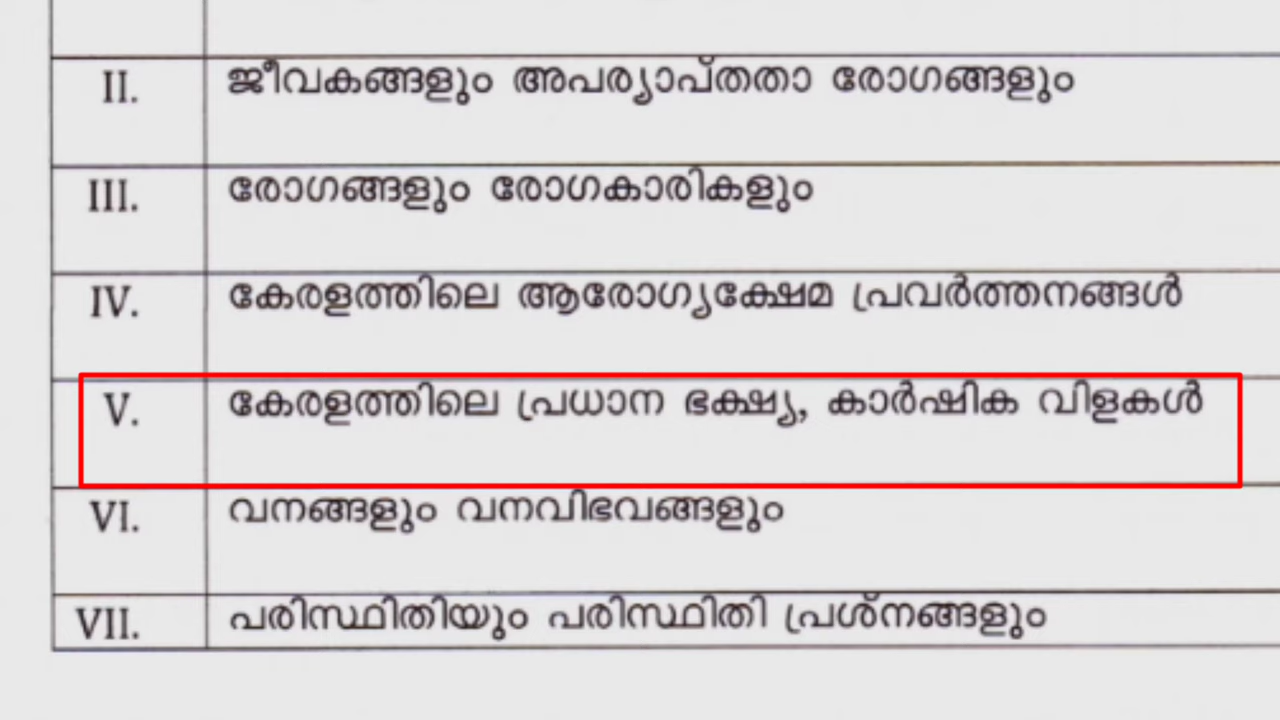 II. ജീവകങ്ങളും അപര്യാപ്തതാ രോഗങ്ങളും
III. രോഗങ്ങളും രോഗകാരികളും
IV. കേരളത്തിലെ ആരോഗ്യക്ഷേമ പ്രവർത്തനങ്ങൾ
V. കേരളത്തിലെ പ്രധാന ഭക്ഷ്യ, കാർഷിക വിളകൾ
VI. വനങ്ങളും വനവിഭവങ്ങളും
VII. പരിസ്ഥിതിയും പരിസ്ഥിതി പ്രശ്നങ്ങളും